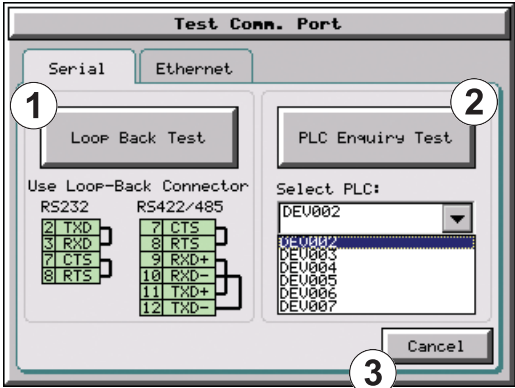 Test Comm. Port
Serial
Ethernet
1
2
Loop Back Test
PLC Enquiry Test
Use Loop-Back Connector
RS232
RS422/485
2 TXD
3 RXD
7 CTS
8 RTS
7 CTS
8 RTS
9 RXD+
10 RXD-
11 TXD+
12 TXD-
Select PLC:
DEV002
DEV002
DEV003
DEV004
DEV005
DEV006
DEV007
Cancel
3